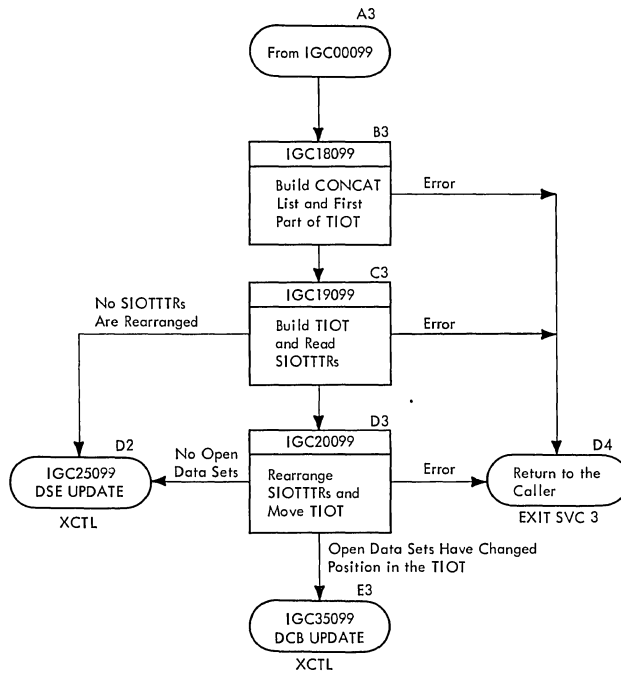 A3
From IGC00099
B3
IGC18099
Build CONCAT
List and First
Part of TIOT
Error
C3
IGC19099
Build TIOT
and Read
SIOTTTRs
No SIOTTTRs
Are Rearranged
Error
D3
IGC20099
Rearrange
SIOTTTRs and
Move TIOT
D2
IGC25099
DSE UPDATE
XCTL
No Open
Data Sets
Error
D4
Return to the
Caller
EXIT SVC 3
Open Data Sets Have Changed
Position in the TIOT
E3
IGC35099
DCB UPDATE
XCTL